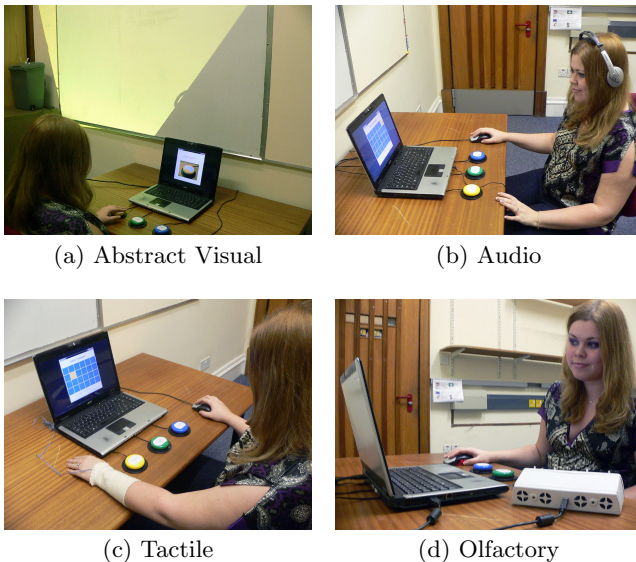 (a) Abstract Visual
(b) Audio
(c) Tactile
(d) Olfactory